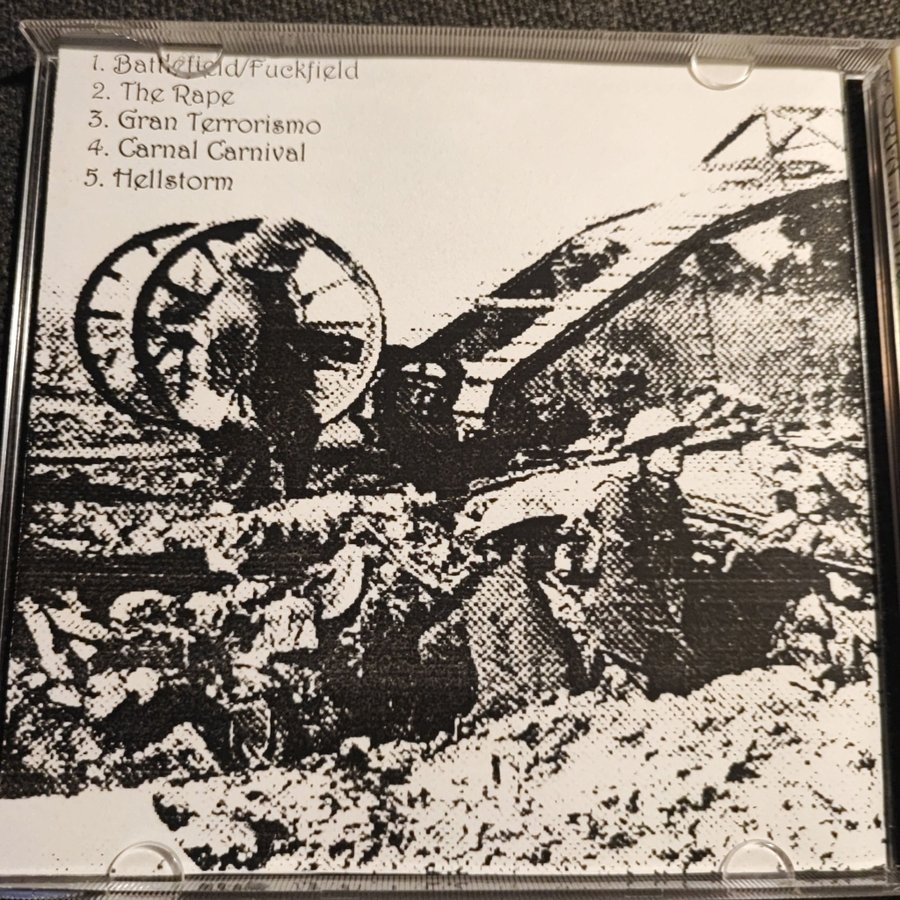 1. Battlefield/Fuckfield
2. The Rape
3. Gran Terrorismo
4. Carnal Carnival
5. Hellstorm